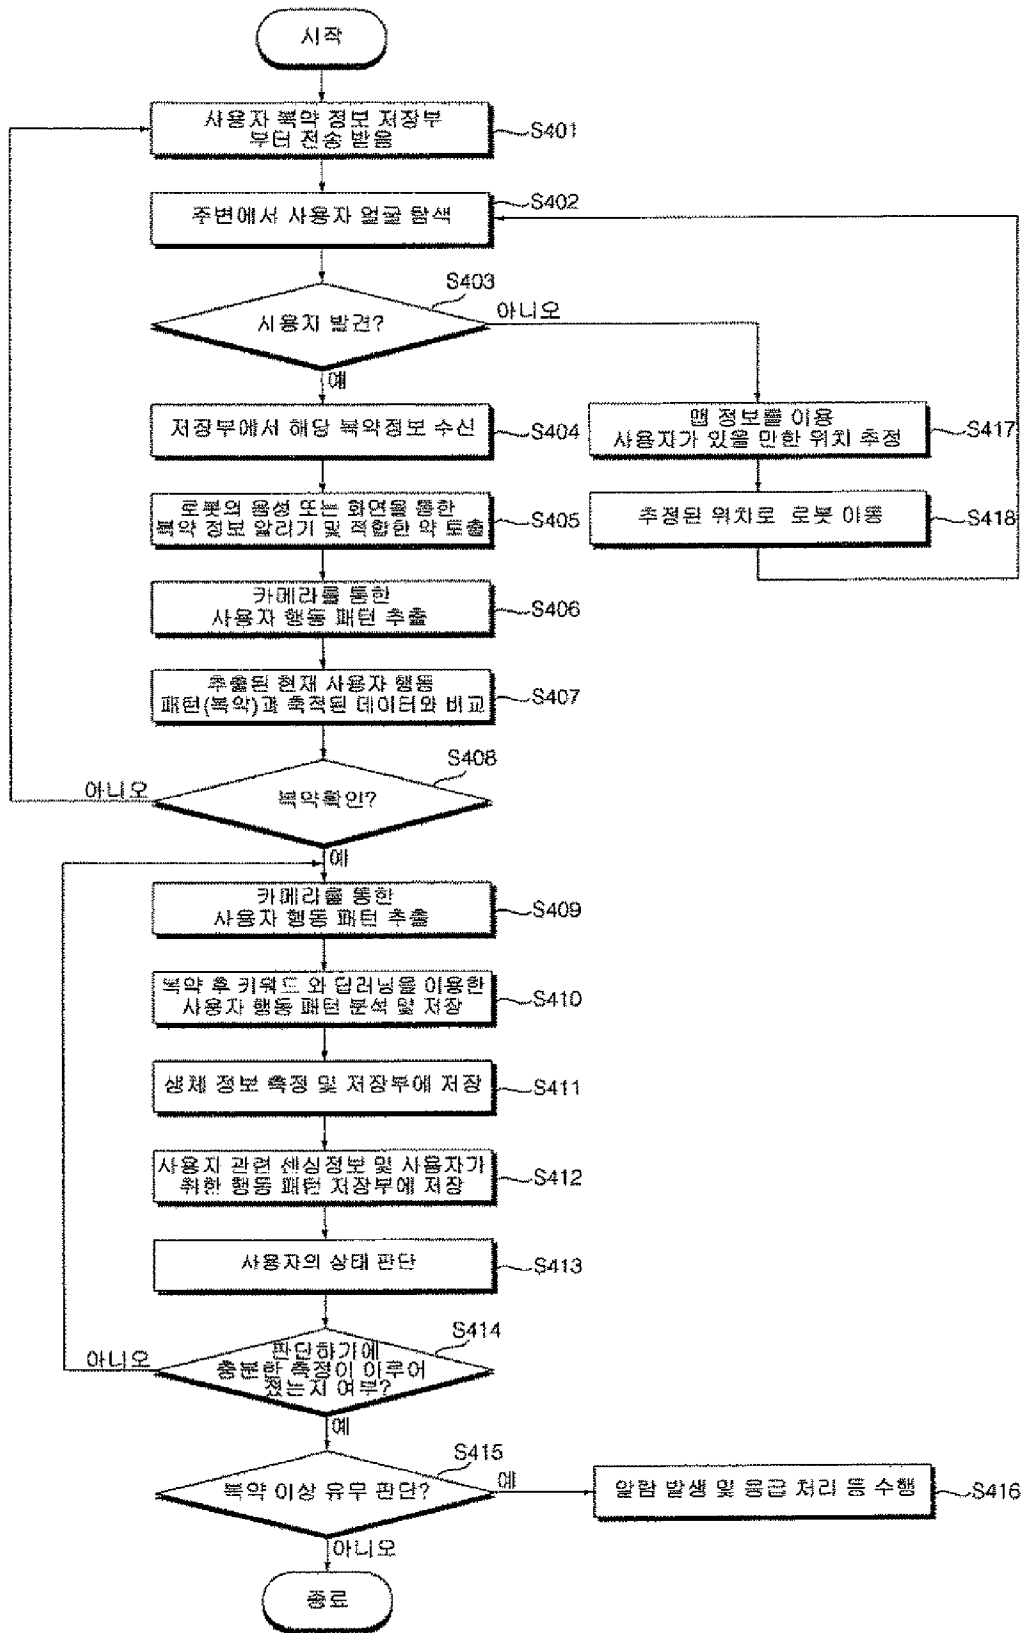 시작
사용자 복약 정보 저장부
부터 전송 받음
S401
주변에서 사용자 얼굴 탐색
S402
사용자 발견?
S403
아니오
예
저장부에서 해당 복약정보 수신
S404
맵 정보를 이용
사용자가 있을 만한 위치 추정
S417
로봇의 음성 또는 화면을 통한
복약 정보 알리기 및 적합한 약 토출
S405
추정된 위치로 로봇 이동
S418
카메라를 통한
사용자 행동 패턴 추출
S406
추출된 현재 사용자 행동
패턴(복약)과 축적된 데이터와 비교
S407
복약확인?
S408
아니오
예
카메라를 통한
사용자 행동 패턴 추출
S409
복약 후 키워드 와 딥러닝을 이용한
사용자 행동 패턴 분석 및 저장
S410
생체 정보 측정 및 저장부에 저장
S411
사용자 관련 센싱정보 및 사용자가
취한 행동 패턴 저장부에 저장
S412
사용자의 상태 판단
S413
판단하기에
충분한 측정이 이루어
졌는지 여부?
S414
아니오
예
복약 이상 유무 판단?
S415
예
알람 발생 및 응급 처리 등 수행
S416
아니오
종료